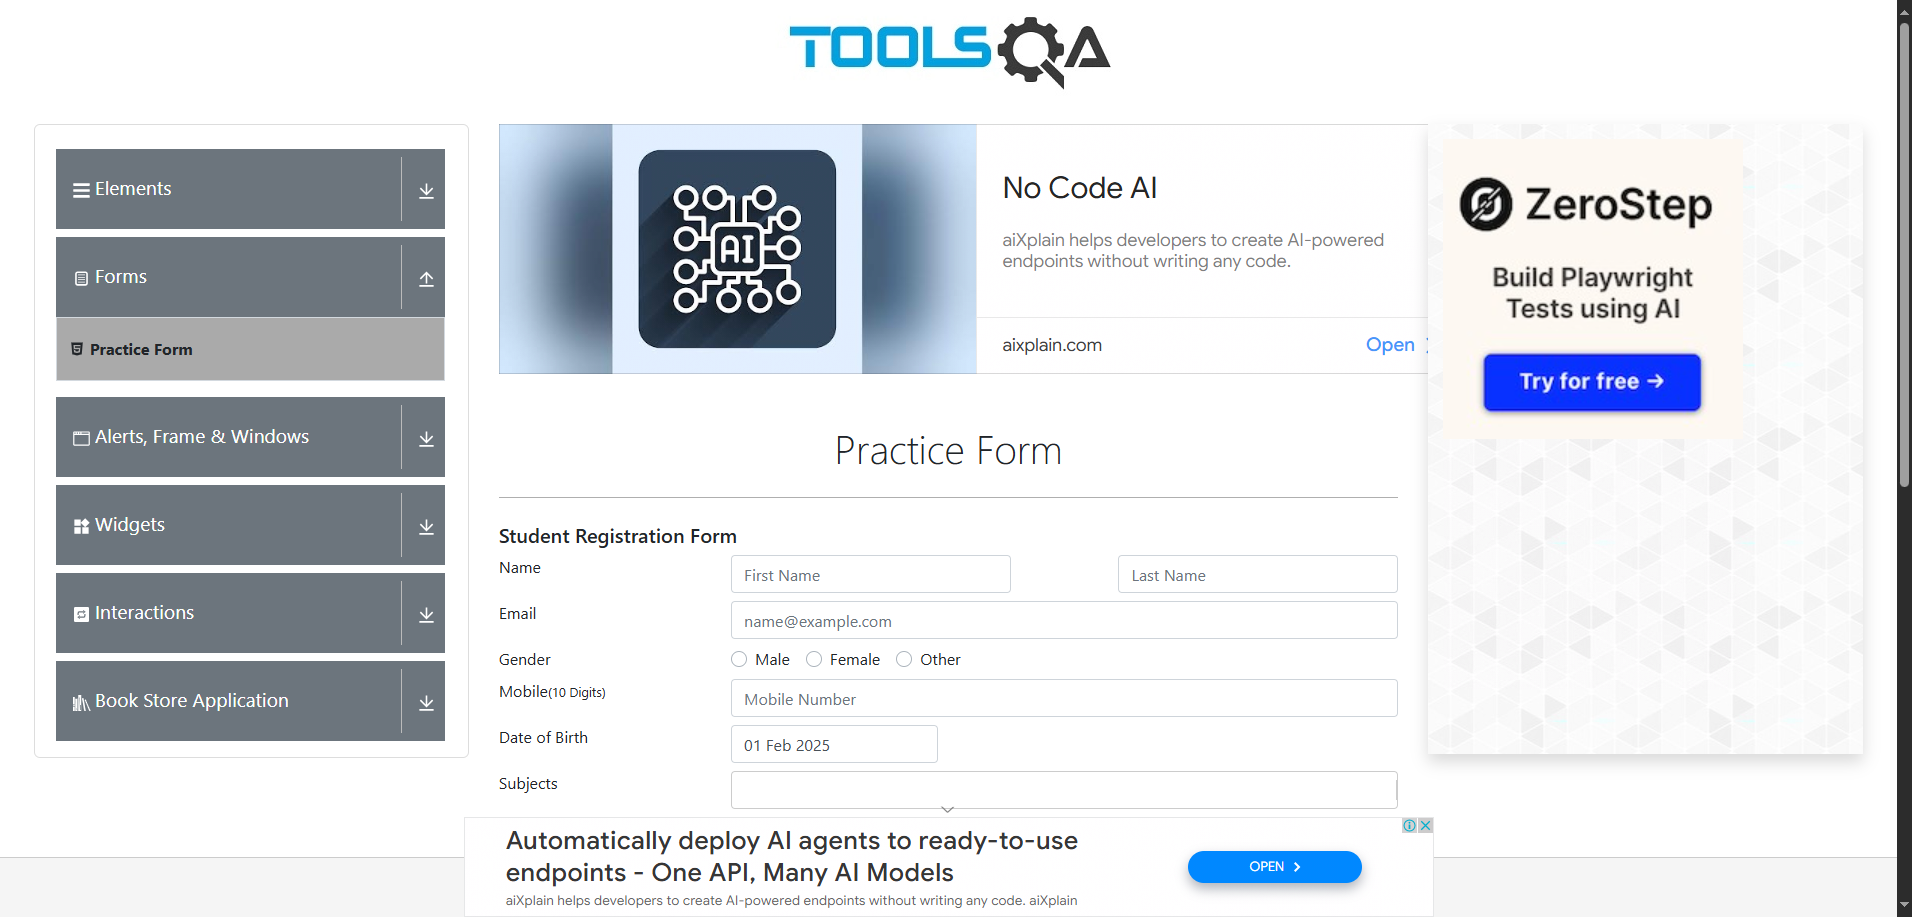 TOOLSQA
Elements
Forms
Practice Form
Alerts, Frame & Windows
Widgets
Interactions
Book Store Application
AI
No Code AI
aiXplain helps developers to create AI-powered
endpoints without writing any code.
aixplain.com
Open
ZeroStep
Build Playwright
Tests using AI
Try for free →
Practice Form
Student Registration Form
Name
First Name
Last Name
Email
name@example.com
Gender
Male
Female
Other
Mobile(10 Digits)
Mobile Number
Date of Birth
01 Feb 2025
Subjects
Automatically deploy AI agents to ready-to-use
endpoints - One API, Many AI Models
aiXplain helps developers to create AI-powered endpoints without writing any code. aiXplain
OPEN